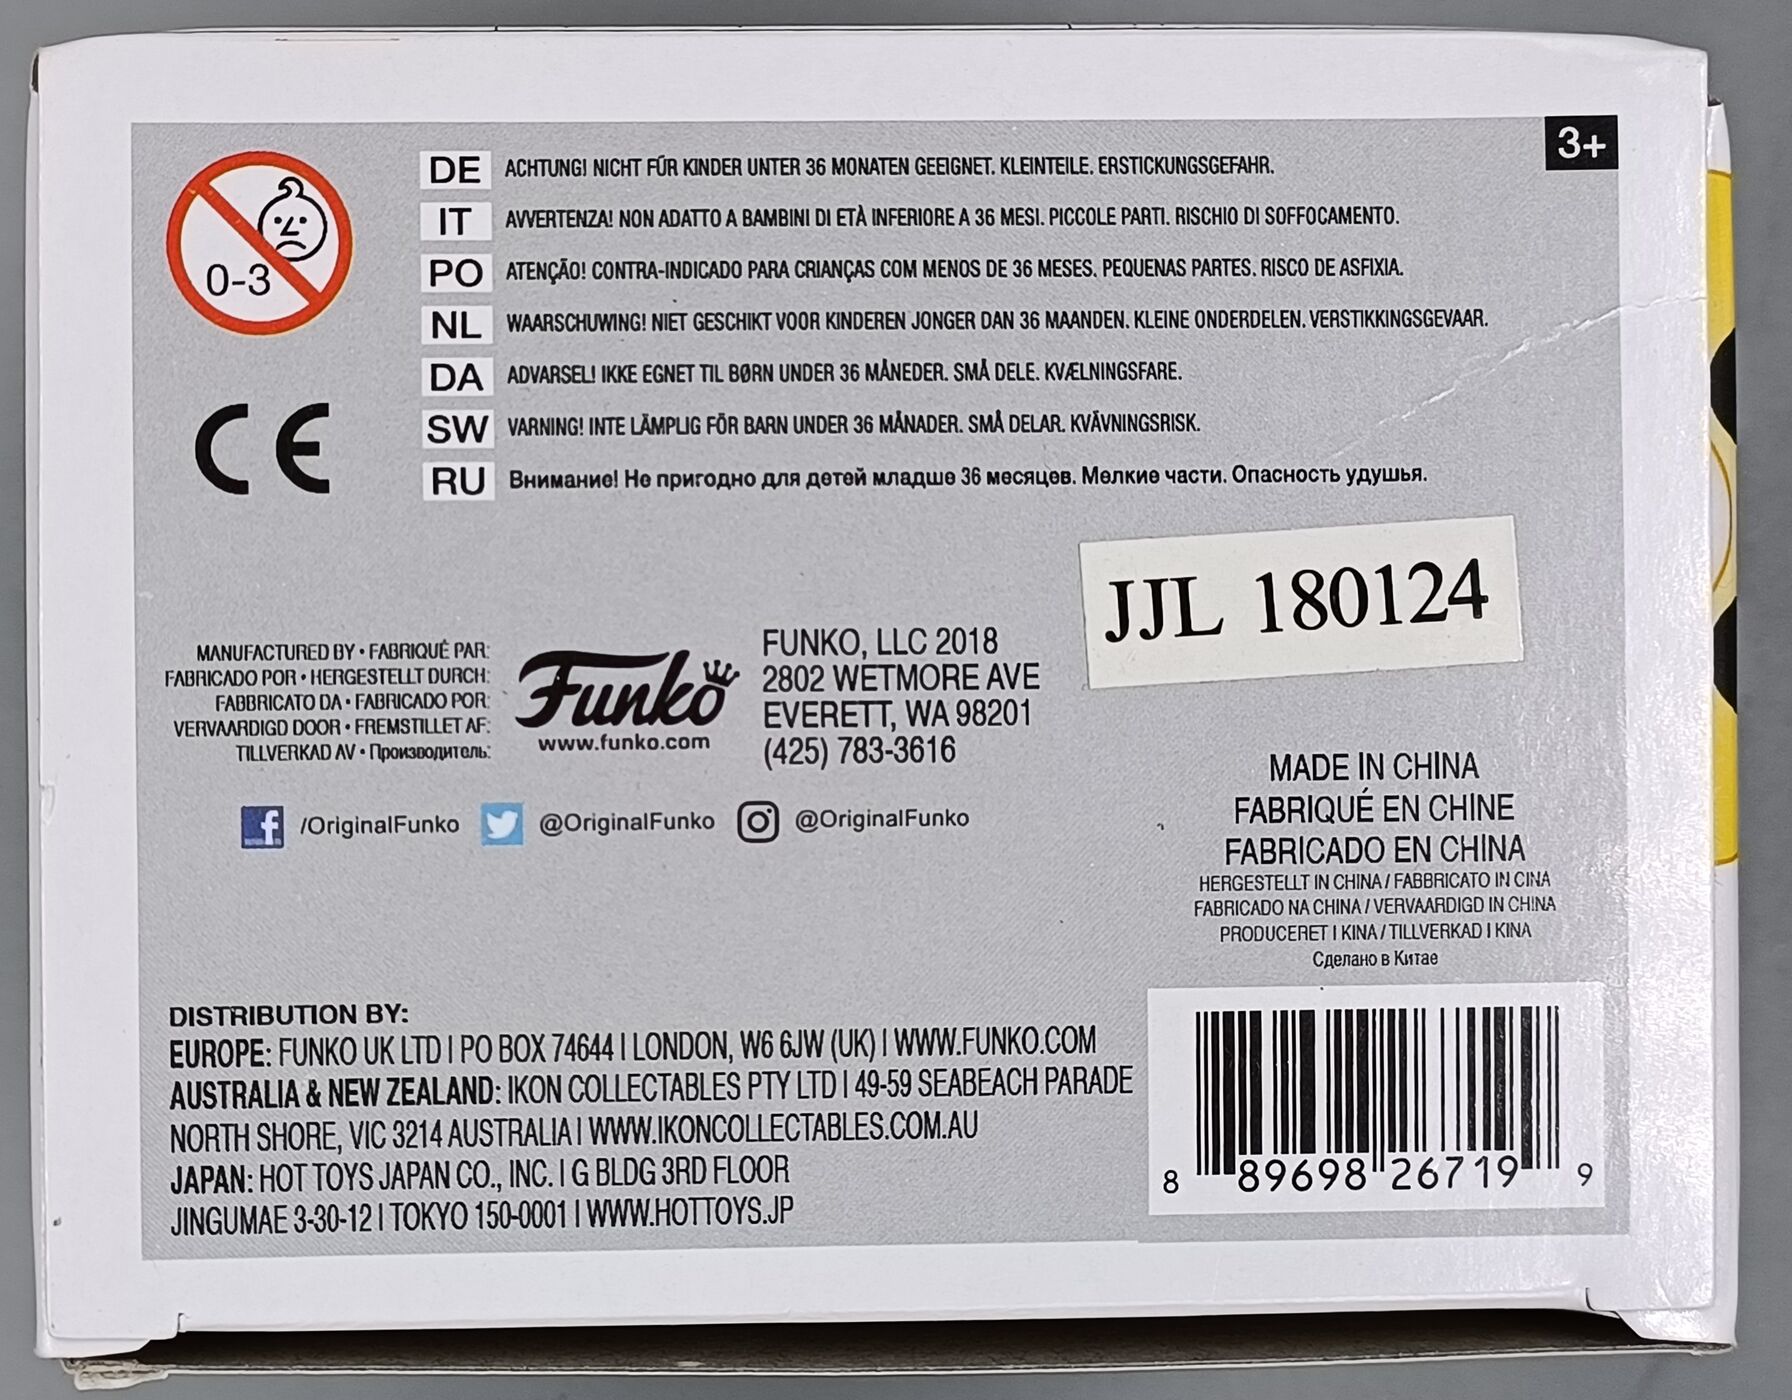 3+
0-3
DE ACHTUNG! NICHT FÜR KINDER UNTER 36 MONATEN GEEIGNET. KLEINTEILE. ERSTICKUNGSGEFAHR.
IT AVVERTENZA! NON ADATTO A BAMBINI DI ETÀ INFERIORE A 36 MESI. PICCOLE PARTI. RISCHIO DI SOFFOCAMENTO.
PO ATENÇÃO! CONTRA-INDICADO PARA CRIANÇAS COM MENOS DE 36 MESES. PEQUENAS PARTES. RISCO DE ASFIXIA.
NL WAARSCHUWING! NIET GESCHIKT VOOR KINDEREN JONGER DAN 36 MAANDEN. KLEINE ONDERDELEN. VERSTIKKINGSGEVAAR.
DA ADVARSEL! IKKE EGNET TIL BØRN UNDER 36 MÅNEDER. SMÅ DELE. KVÆLNINGSFARE.
SW VARNING! INTE LÄMPLIG FÖR BARN UNDER 36 MÅNADER. SMÅ DELAR. KVÄVNINGSRISK.
RU Внимание! Не пригодно для детей младше 36 месяцев. Мелкие части. Опасность удушья.
CE
JJL 180124
MANUFACTURED BY • FABRIQUÉ PAR:
FABRICADO POR • HERGESTELLT DURCH:
FABBRICATO DA • FABRICADO POR:
VERVAARDIGD DOOR • FREMSTILLET AF:
TILLVERKAD AV • Производитель:
Funko
www.funko.com
FUNKO, LLC 2018
2802 WETMORE AVE
EVERETT, WA 98201
(425) 783-3616
/OriginalFunko @OriginalFunko @OriginalFunko
MADE IN CHINA
FABRIQUÉ EN CHINE
FABRICADO EN CHINA
HERGESTELLT IN CHINA / FABBRICATO IN CINA
FABRICADO NA CHINA / VERVAARDIGD IN CHINA
PRODUCERET I KINA / TILLVERKAD I KINA
Сделано в Китае
DISTRIBUTION BY:
EUROPE: FUNKO UK LTD | PO BOX 74644 | LONDON, W6 6JW (UK) | WWW.FUNKO.COM
AUSTRALIA & NEW ZEALAND: IKON COLLECTABLES PTY LTD | 49-59 SEABEACH PARADE
NORTH SHORE, VIC 3214 AUSTRALIA | WWW.IKONCOLLECTABLES.COM.AU
JAPAN: HOT TOYS JAPAN CO., INC. | G BLDG 3RD FLOOR
JINGUMAE 3-30-12 | TOKYO 150-0001 | WWW.HOTTOYS.JP
8 89698 26719 9